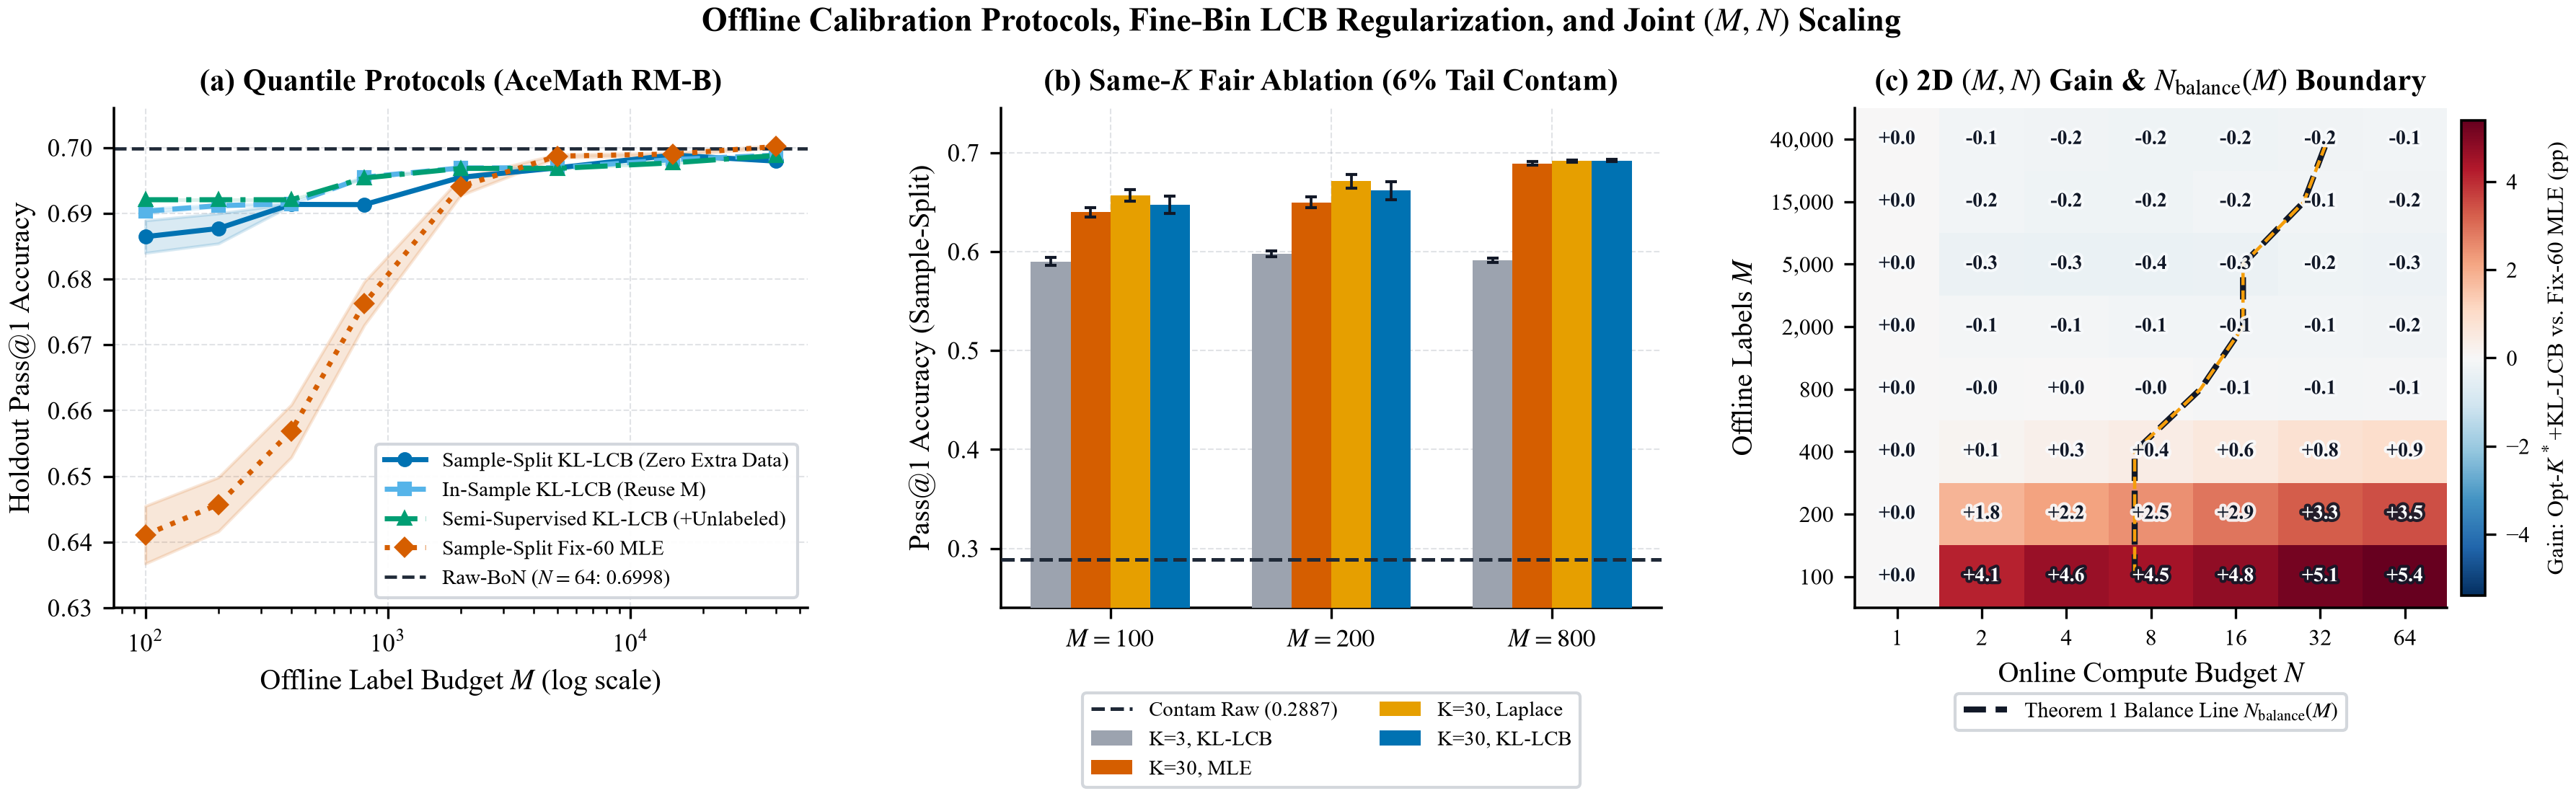 Offline Calibration Protocols, Fine-Bin LCB Regularization, and Joint (M, N) Scaling
(a) Quantile Protocols (AceMath RM-B)
Holdout Pass@1 Accuracy
0.70
0.69
0.68
0.67
0.66
0.65
0.64
0.63
Sample-Split KL-LCB (Zero Extra Data)
In-Sample KL-LCB (Reuse M)
Semi-Supervised KL-LCB (+Unlabeled)
Sample-Split Fix-60 MLE
Raw-BoN (N = 64: 0.6998)
10² 10³ 10⁴
Offline Label Budget M (log scale)
(b) Same-K Fair Ablation (6% Tail Contam)
Pass@1 Accuracy (Sample-Split)
0.7
0.6
0.5
0.4
0.3
M = 100 M = 200 M = 800
Contam Raw (0.2887)
K=3, KL-LCB
K=30, MLE
K=30, Laplace
K=30, KL-LCB
(c) 2D (M, N) Gain & N_balance(M) Boundary
Offline Labels M
40,000 +0.0 -0.1 -0.2 -0.2 -0.2 -0.2 -0.1
15,000 +0.0 -0.2 -0.2 -0.2 -0.2 -0.1 -0.2
5,000 +0.0 -0.3 -0.3 -0.4 -0.3 -0.2 -0.3
2,000 +0.0 -0.1 -0.1 -0.1 -0.1 -0.1 -0.2
800 +0.0 -0.0 +0.0 -0.0 -0.1 -0.1 -0.1
400 +0.0 +0.1 +0.3 +0.4 +0.6 +0.8 +0.9
200 +0.0 +1.8 +2.2 +2.5 +2.9 +3.3 +3.5
100 +0.0 +4.1 +4.6 +4.5 +4.8 +5.1 +5.4
1 2 4 8 16 32 64
Online Compute Budget N
Theorem 1 Balance Line N_balance(M)
4
2
0
−2
−4
Gain: Opt-K* +KL-LCB vs. Fix-60 MLE (pp)